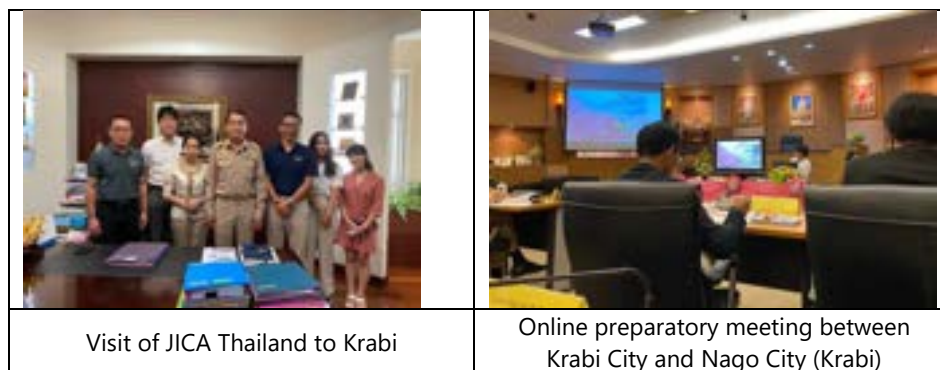 Visit of JICA Thailand to Krabi
Online preparatory meeting between
Krabi City and Nago City (Krabi)